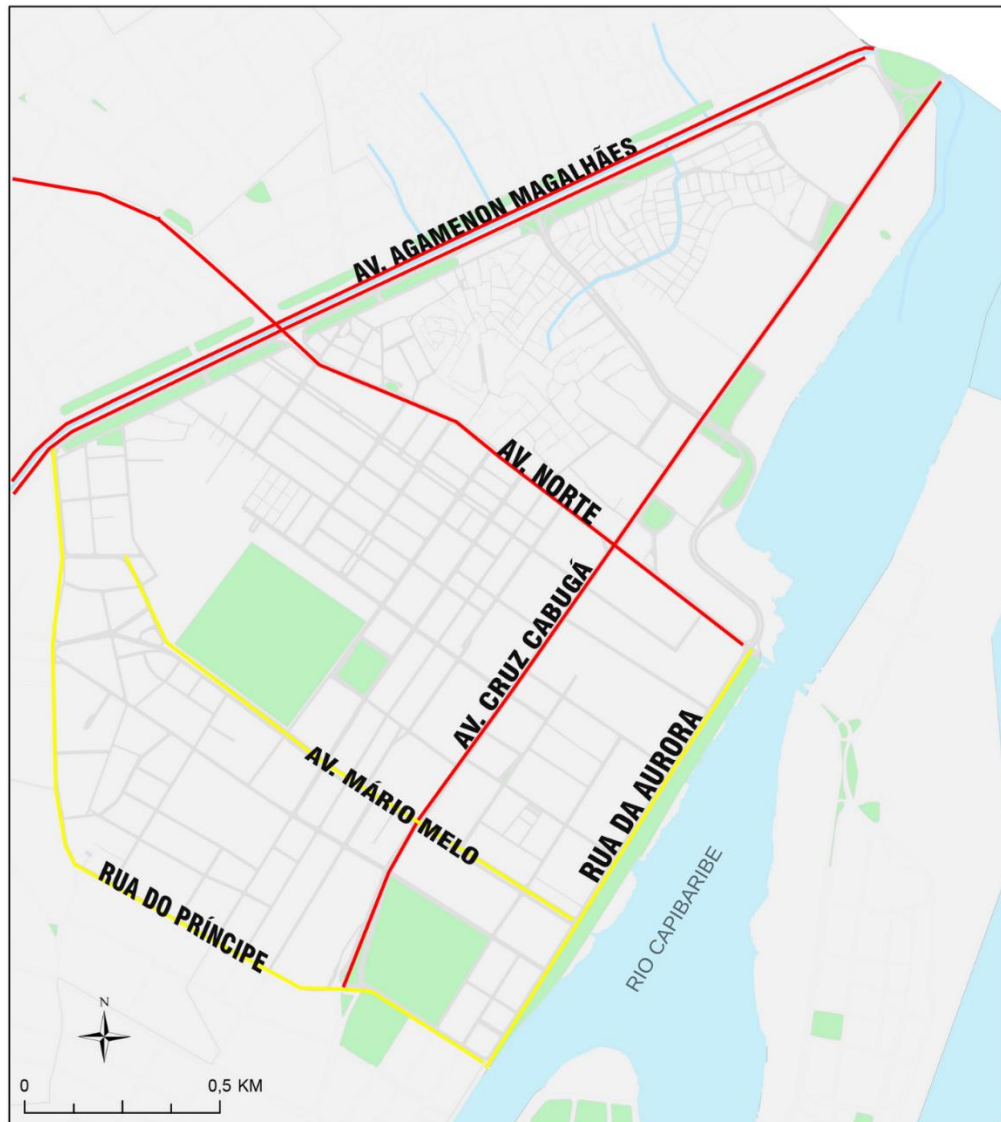 AV. AGAMENON MAGALHÃES
AV. NORTE
AV. CRUZ CABUGÁ
RUA DA AURORA
AV. MÁRIO MELO
RUA DO PRÍNCIPE
RIO CAPIBARIBE
N
0 0,5 KM